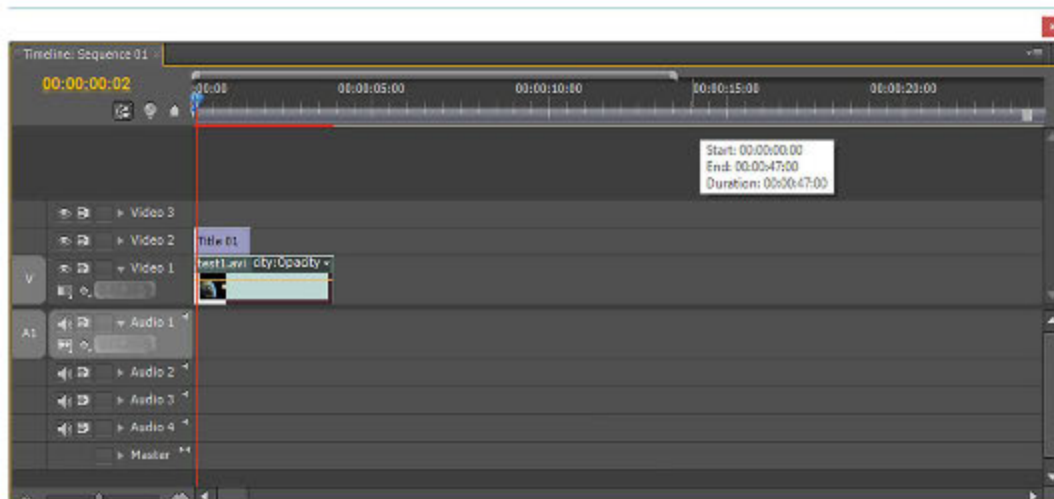 Timeline: Sequence 01 ×
00:00:00:02
:00:00 00:00:05:00 00:00:10:00 00:00:15:00 00:00:20:00
Start: 00:00:00:00
End: 00:00:47:00
Duration: 00:00:47:00
Video 3
Video 2 Title 01
V Video 1 test1.avi city:Opacity
A1 Audio 1
Audio 2
Audio 3
Audio 4
Master